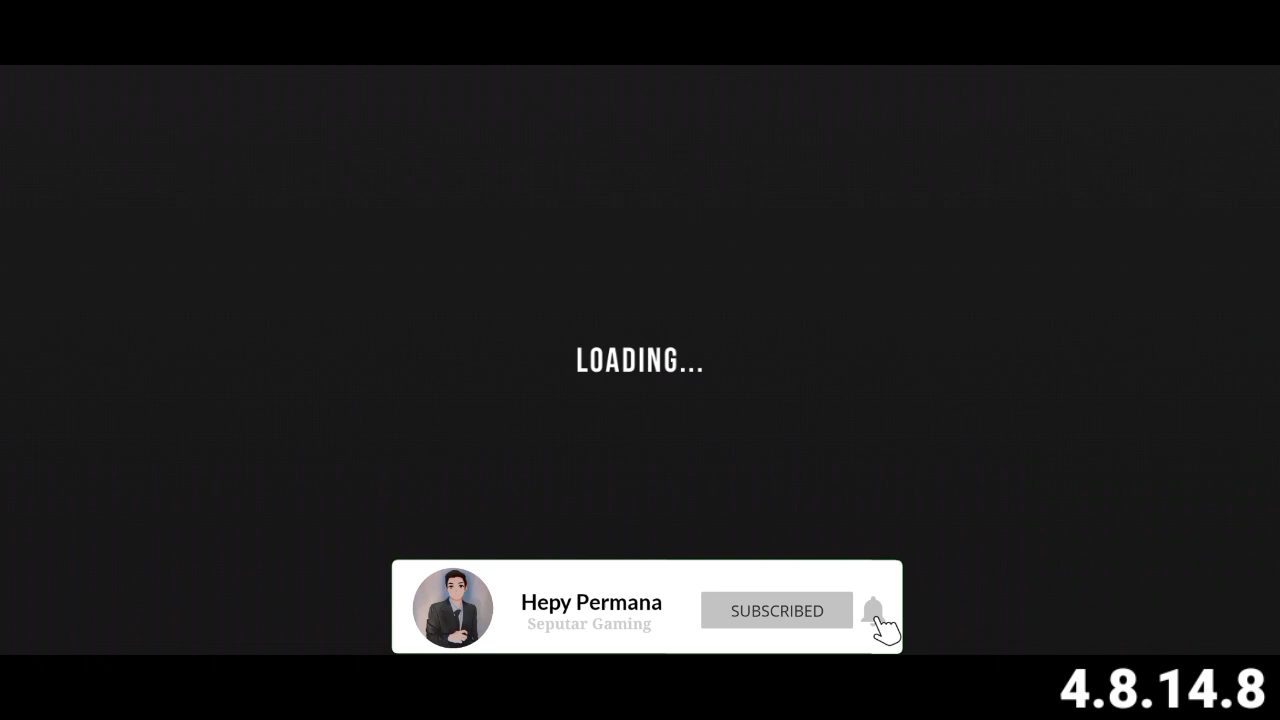 LOADING...
Hepy Permana
Seputar Gaming
SUBSCRIBED
4.8.14.8